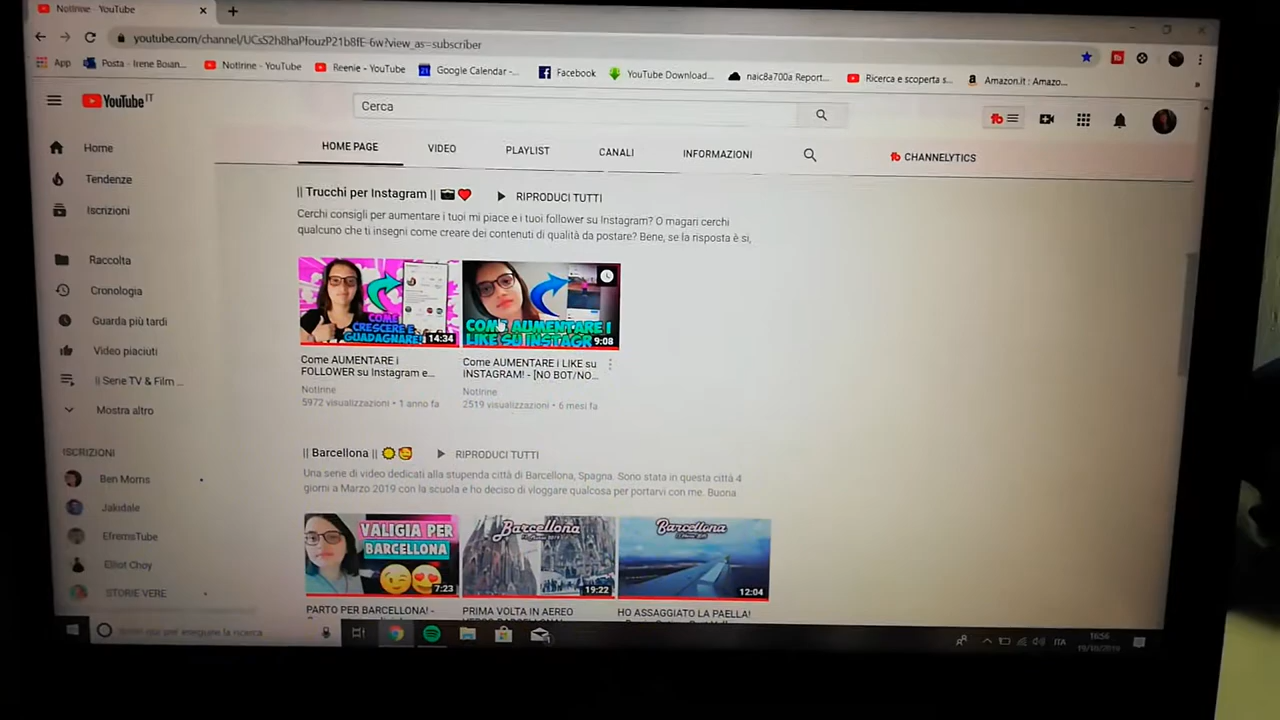 NotIrine - YouTube
youtube.com/channel/UCsS2h8haPfouzP21b8fE-6w?view_as=subscriber
App Posta - Irene Boian... NotIrine - YouTube Reenie - YouTube Google Calendar -... Facebook YouTube Download... naic8a700a Report... Ricerca e scoperta s... Amazon.it : Amazo... »
YouTube IT
Cerca
HOME PAGE VIDEO PLAYLIST CANALI INFORMAZIONI CHANNELYTICS
Home
Tendenze
Iscrizioni
Raccolta
Cronologia
Guarda più tardi
Video piaciuti
|| Serie TV & Film ...
Mostra altro
ISCRIZIONI
Ben Morris
Jakidale
EfremsTube
Elliot Choy
STORIE VERE
|| Trucchi per Instagram || 📷❤️ RIPRODUCI TUTTI
Cerchi consigli per aumentare i tuoi mi piace e i tuoi follower su Instagram? O magari cerchi
qualcuno che ti insegni come creare dei contenuti di qualità da postare? Bene, se la risposta è si,
COME
CRESCERE E
GUADAGNARE!
14:34
COME AUMENTARE I
LIKE SU INSTAGR
9:08
Come AUMENTARE i
FOLLOWER su Instagram e...
NotIrine
5972 visualizzazioni • 1 anno fa
Come AUMENTARE I LIKE su
INSTAGRAM! - [NO BOT/NO...
NotIrine
2519 visualizzazioni • 6 mesi fa
|| Barcellona || 🌞🥰 RIPRODUCI TUTTI
Una serie di video dedicati alla stupenda città di Barcellona, Spagna. Sono stata in questa città 4
giorni a Marzo 2019 con la scuola e ho deciso di vloggare qualcosa per portarvi con me. Buona
VALIGIA PER
BARCELLONA
7:23
Barcellona
19:22
Barcellona
12:04
PARTO PER BARCELLONA! -
PRIMA VOLTA IN AEREO
HO ASSAGGIATO LA PAELLA!
per eseguire la ricerca
ITA
16:56